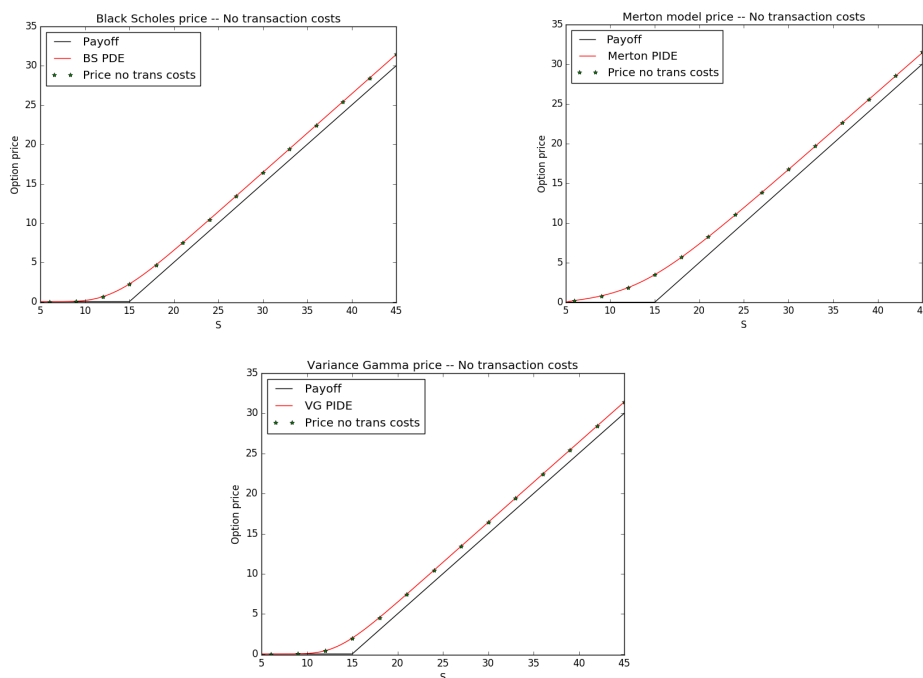 Black Scholes price -- No transaction costs
Payoff
BS PDE
Price no trans costs
Option price
35
30
25
20
15
10
5
0
5 10 15 20 25 30 35 40 45
S
Merton model price -- No transaction costs
Payoff
Merton PIDE
Price no trans costs
Option price
35
30
25
20
15
10
5
0
5 10 15 20 25 30 35 40 45
S
Variance Gamma price -- No transaction costs
Payoff
VG PIDE
Price no trans costs
Option price
35
30
25
20
15
10
5
0
5 10 15 20 25 30 35 40 45
S